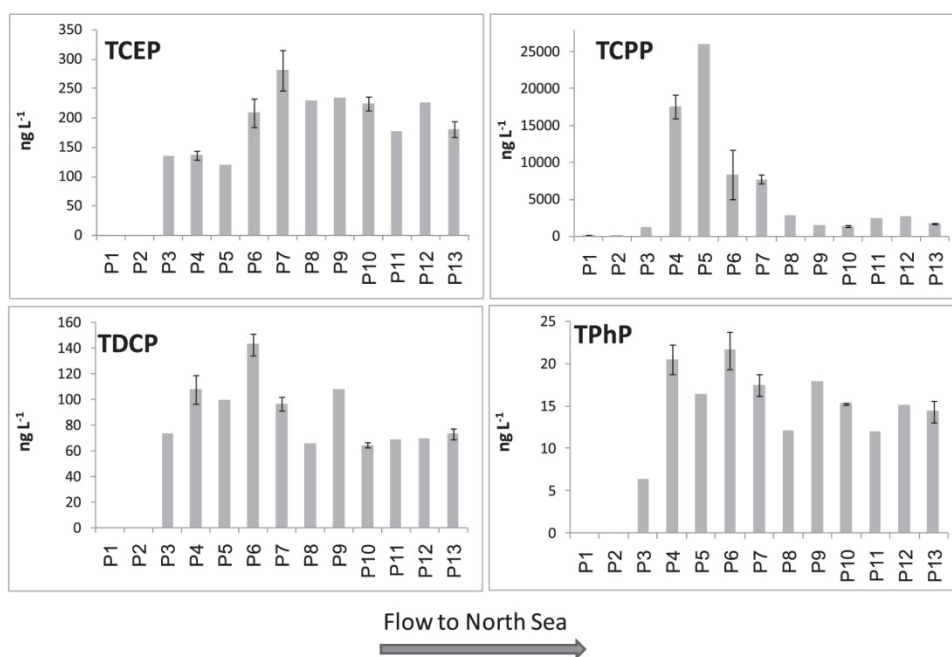 TCEP
ng L⁻¹
350
300
250
200
150
100
50
0
P1 P2 P3 P4 P5 P6 P7 P8 P9 P10 P11 P12 P13
TCPP
ng L⁻¹
25000
20000
15000
10000
5000
0
P1 P2 P3 P4 P5 P6 P7 P8 P9 P10 P11 P12 P13
TDCP
ng L⁻¹
160
140
120
100
80
60
40
20
0
P1 P2 P3 P4 P5 P6 P7 P8 P9 P10 P11 P12 P13
TPhP
ng L⁻¹
25
20
15
10
5
0
P1 P2 P3 P4 P5 P6 P7 P8 P9 P10 P11 P12 P13
Flow to North Sea